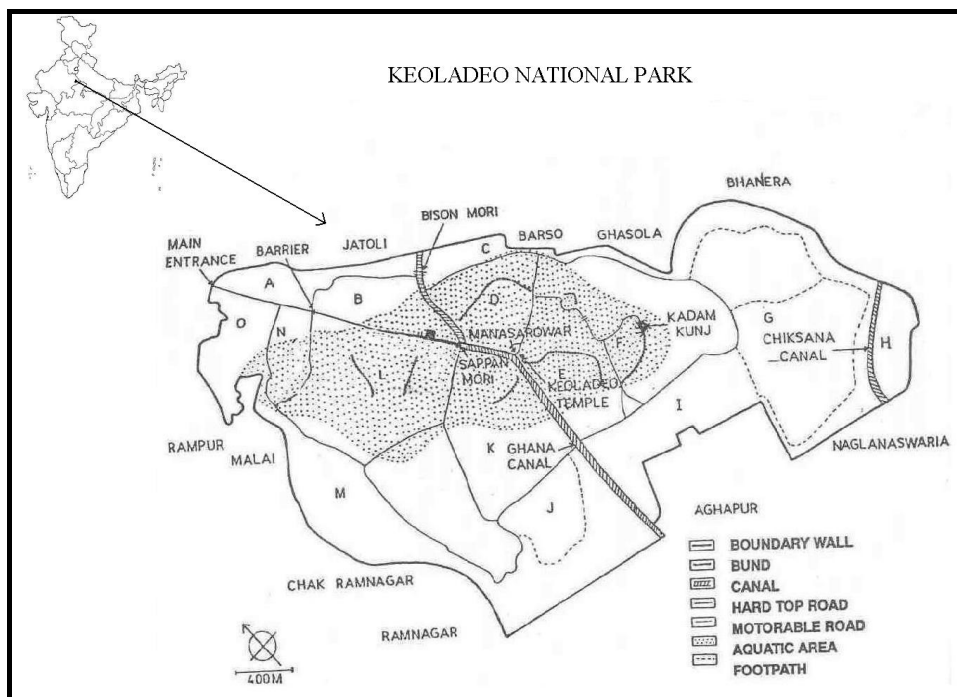 KEOLADEO NATIONAL PARK
BHANERA
BISON MORI
MAIN
ENTRANCE
BARRIER
JATOLI
C
BARSO
GHASOLA
A
B
D
O
N
MANASAROWAR
F
KADAM
KUNJ
G
CHIKSANA
CANAL
H
L
SAPPAN
MORI
E
KEOLADEO
TEMPLE
I
RAMPUR
MALAI
K
GHANA
CANAL
NAGLANASWARIA
M
J
AGHAPUR
CHAK RAMNAGAR
RAMNAGAR
BOUNDARY WALL
BUND
CANAL
HARD TOP ROAD
MOTORABLE ROAD
AQUATIC AREA
FOOTPATH
400M